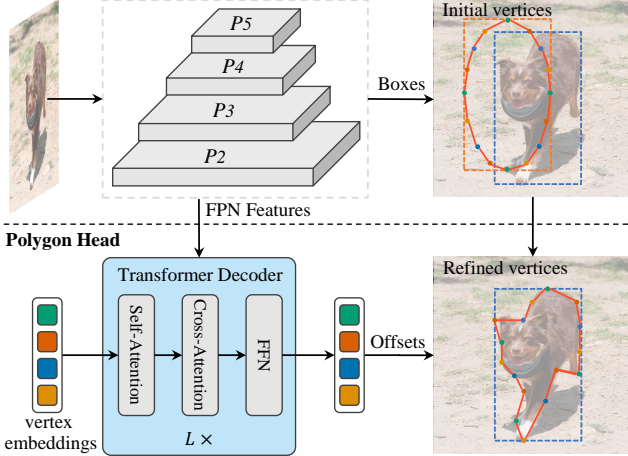 P5
P4
P3
P2
Boxes
Initial vertices
FPN Features
Polygon Head
Transformer Decoder
Self-Attention
Cross-Attention
FFN
L ×
vertex
embeddings
Offsets
Refined vertices